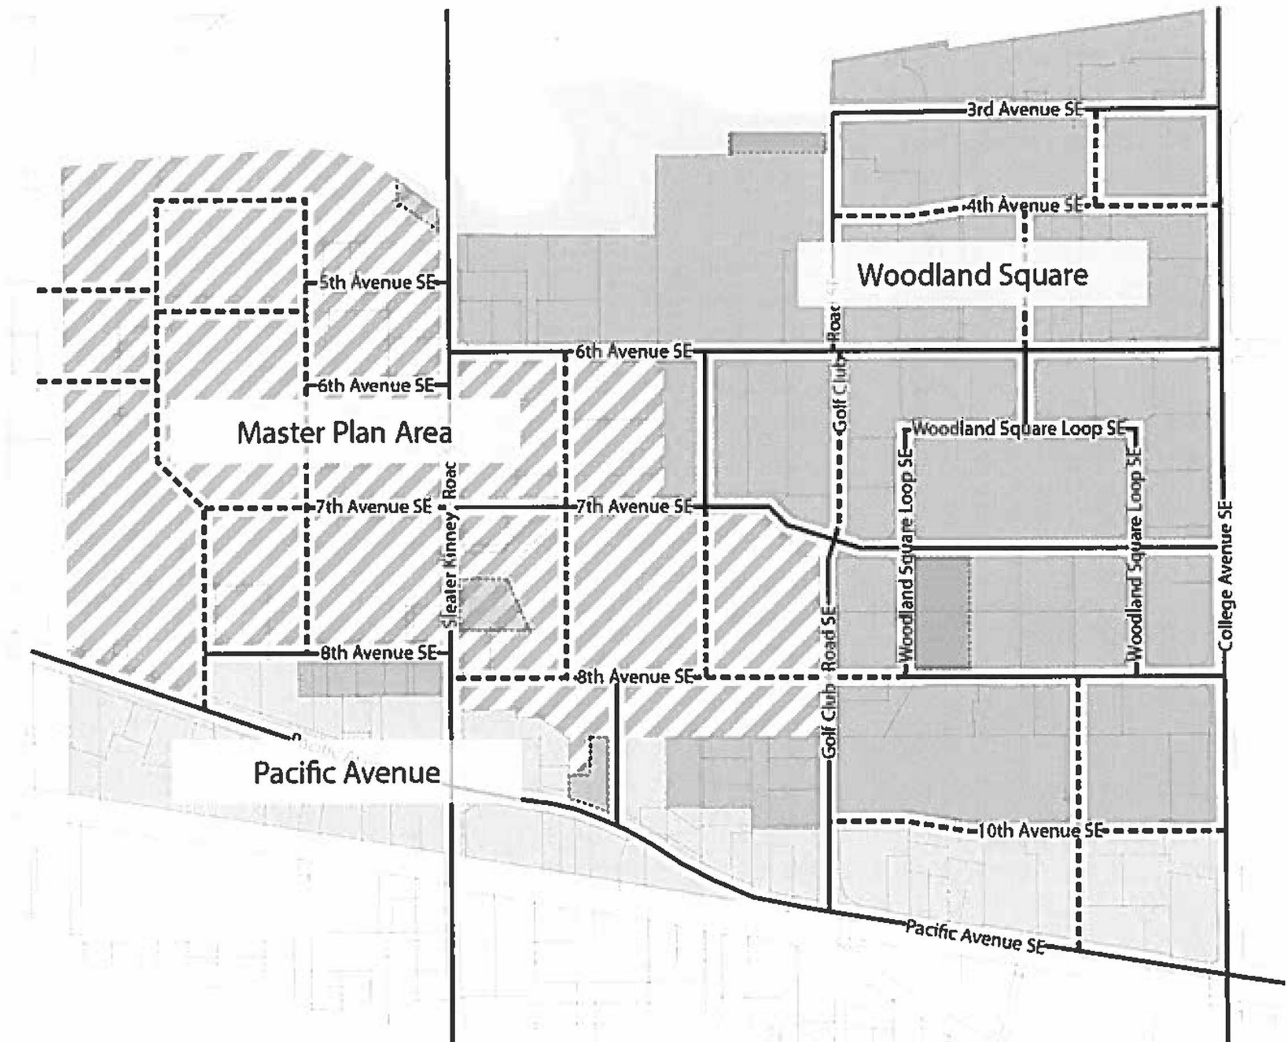 3rd Avenue SE
4th Avenue SE
Woodland Square
5th Avenue SE
Road
6th Avenue SE
6th Avenue SE
Golf Club
Master Plan Area
Woodland Square Loop SE
Woodland Square Loop SE
Woodland Square Loop SE
Road
Kinney
7th Avenue SE
7th Avenue SE
College Avenue SE
8th Avenue SE
8th Avenue SE
Golf Club Road SE
Pacific Avenue
10th Avenue SE
Pacific Avenue SE